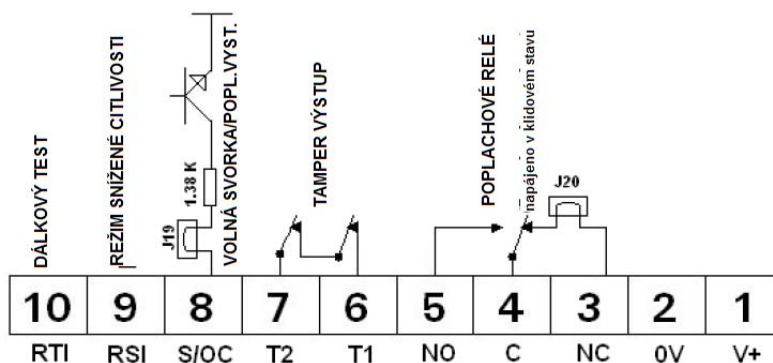 DÁLKOVÝ TEST
REŽIM SNÍŽENÉ CITLIVOSTI
J19
1.38 K
VOLNÁ SVORKA/POPL.VYST.
TAMPER VÝSTUP
POPLACHOVÉ RELÉ
napájeno v klidovém stavu
J20
10 9 8 7 6 5 4 3 2 1
RTI RSI S/OC T2 T1 NO C NC 0V V+